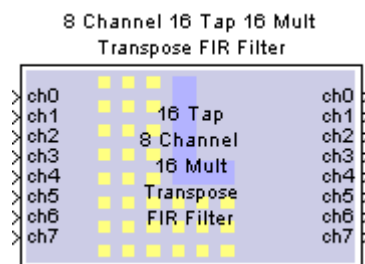 8 Channel 16 Tap 16 Mult
Transpose FIR Filter
ch0 ch0
ch1 16 Tap ch1
ch2 8 Channel ch2
ch3 16 Mult ch3
ch4 ch4
ch5 Transpose ch5
ch6 FIR Filter ch6
ch7 ch7